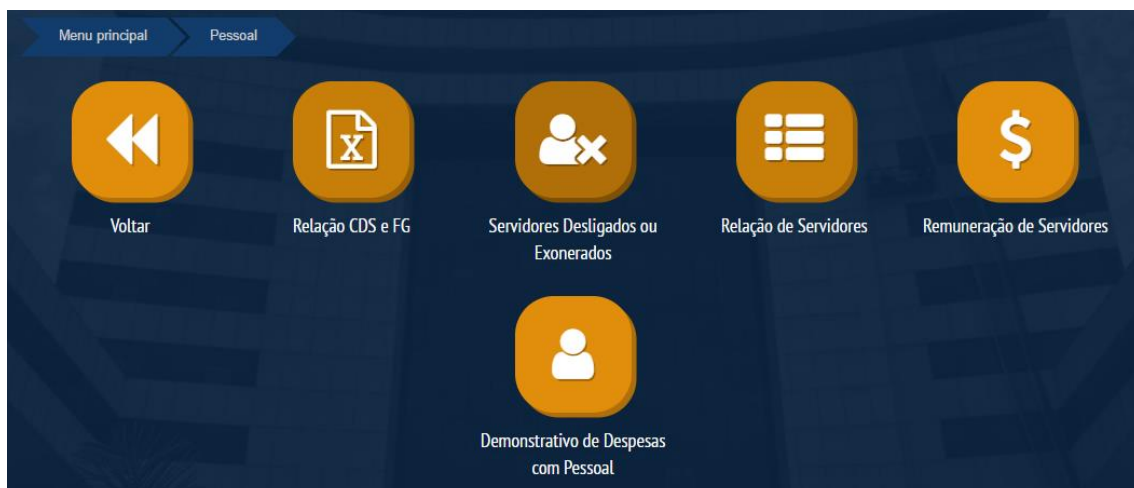 Menu principal
Pessoal
Voltar
Relação CDS e FG
Servidores Desligados ou
Exonerados
Relação de Servidores
Remuneração de Servidores
Demonstrativo de Despesas
com Pessoal